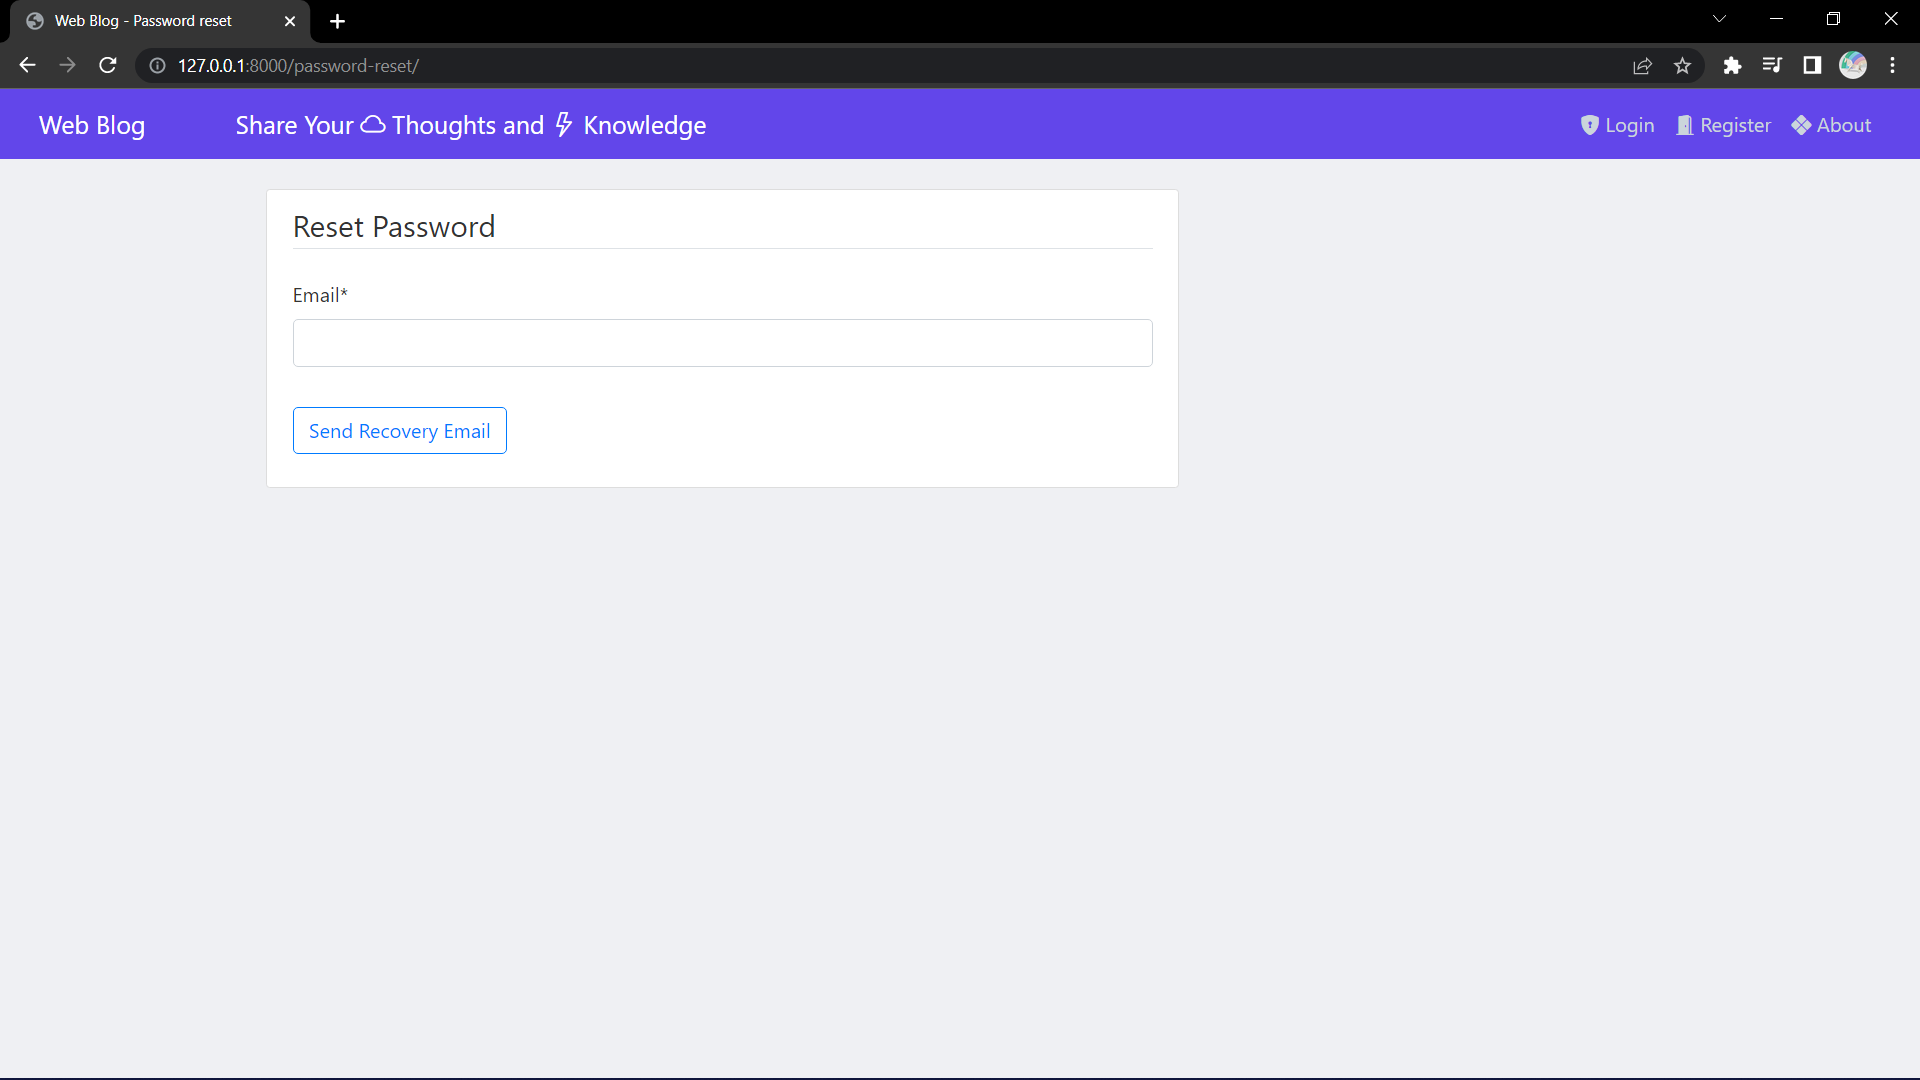 Web Blog - Password reset
127.0.0.1:8000/password-reset/
Web Blog
Share Your Thoughts and Knowledge
Login
Register
About
Reset Password
Email*
Send Recovery Email